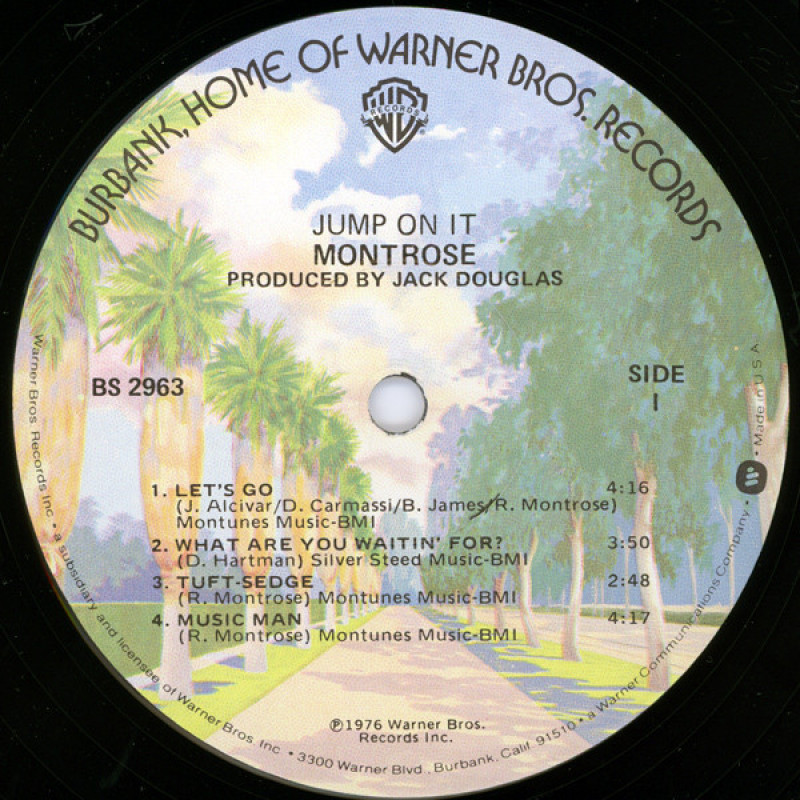 BURBANK, HOME OF WARNER BROS. RECORDS
W
RECORDS
®
JUMP ON IT
MONTROSE
PRODUCED BY JACK DOUGLAS
BS 2963
SIDE
I
1. LET'S GO 4:16
(J. Alcivar/D. Carmassi/B. James/R. Montrose)
Montunes Music-BMI
2. WHAT ARE YOU WAITIN' FOR? 3:50
(D. Hartman) Silver Steed Music-BMI
3. TUFT-SEDGE 2:48
(R. Montrose) Montunes Music-BMI
4. MUSIC MAN 4:17
(R. Montrose) Montunes Music-BMI
℗1976 Warner Bros.
Records Inc.
Warner Bros. Records Inc. • a subsidiary and licensee of Warner Bros. Inc. • 3300 Warner Blvd., Burbank, Calif. 91510 • a Warner Communications Company • Made in U.S.A.